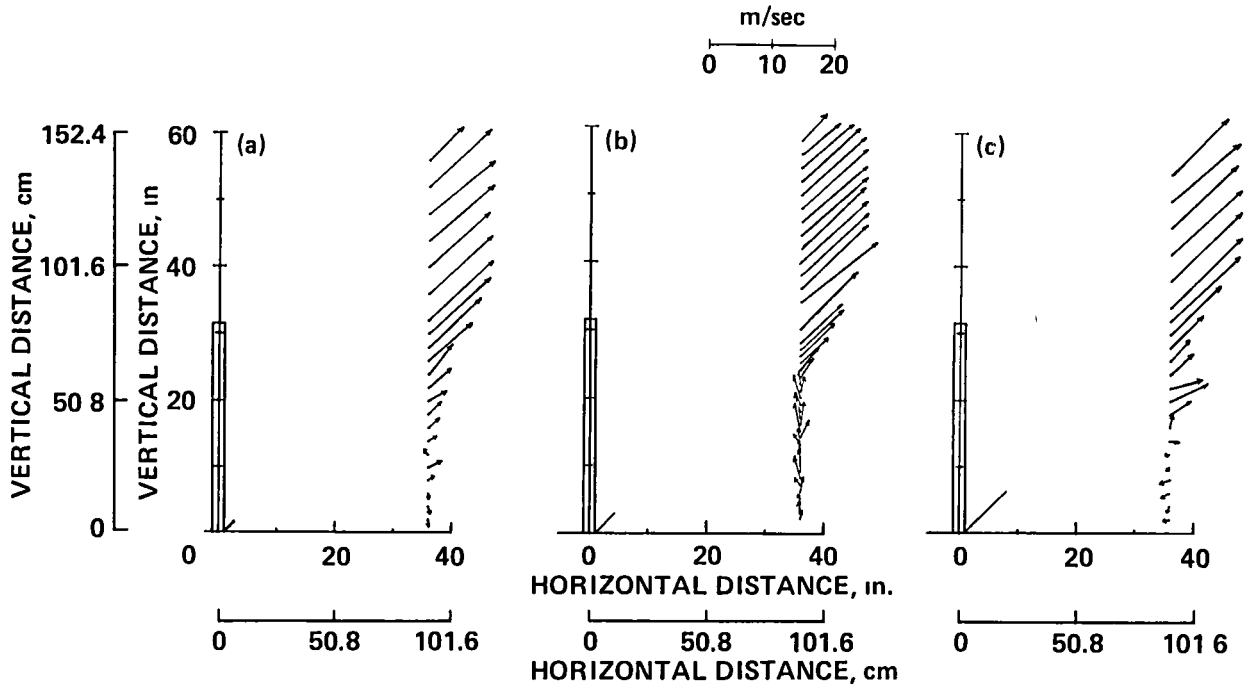 m/sec
0 10 20
VERTICAL DISTANCE, cm
152.4
101.6
50 8
0
VERTICAL DISTANCE, in
60
40
20
0
(a)
(b)
(c)
20 40
0 20 40
0 20 40
HORIZONTAL DISTANCE, in.
0 50.8 101.6
0 50.8 101.6
0 50.8 101 6
HORIZONTAL DISTANCE, cm